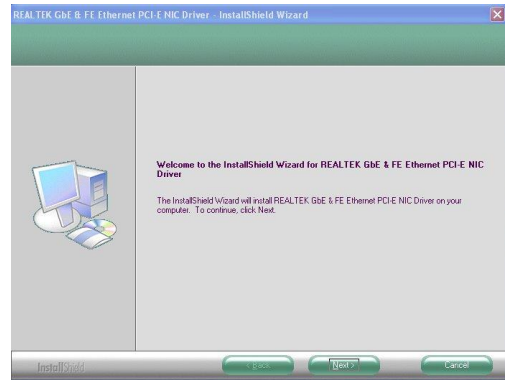 REALTEK GbE & FE Ethernet PCI-E NIC Driver - InstallShield Wizard
Welcome to the InstallShield Wizard for REALTEK GbE & FE Ethernet PCI-E NIC
Driver
The InstallShield Wizard will install REALTEK GbE & FE Ethernet PCI-E NIC Driver on your
computer. To continue, click Next.
InstallShield
< Back
Next >
Cancel